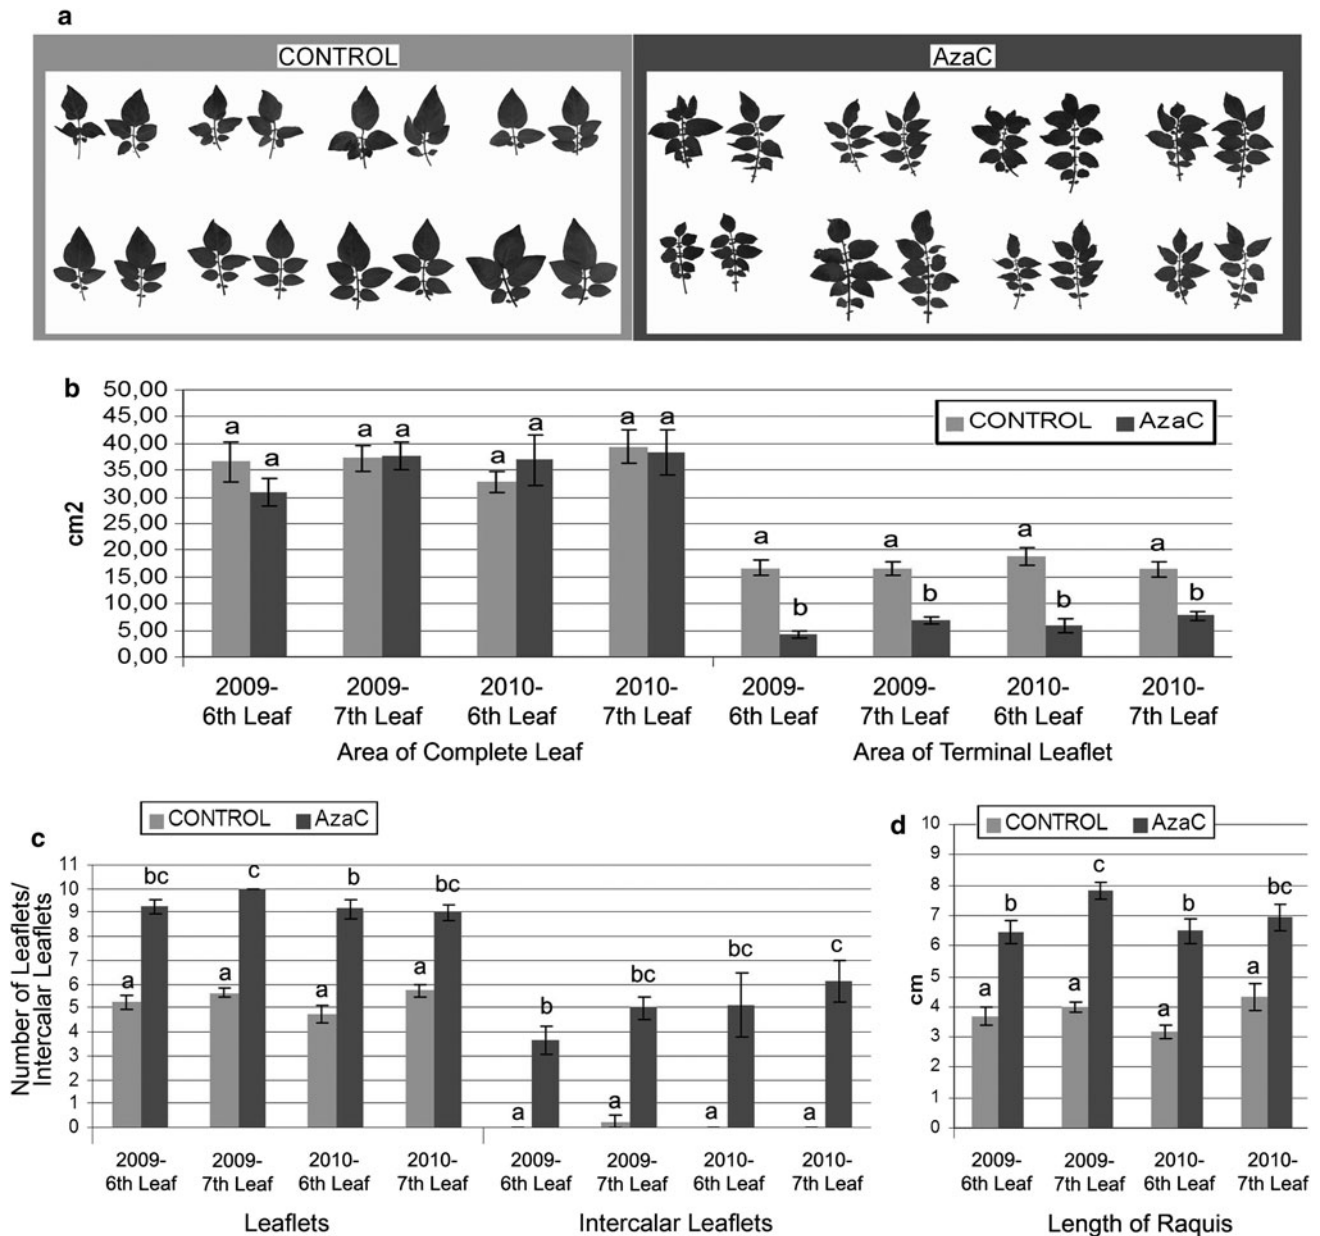 a
CONTROL
AzaC
b
50,00
45,00
40,00
35,00
30,00
25,00
20,00
15,00
10,00
5,00
0,00
cm2
CONTROL AzaC
a a a a a a a a
a b a b a b a b
2009-
6th Leaf
2009-
7th Leaf
2010-
6th Leaf
2010-
7th Leaf
2009-
6th Leaf
2009-
7th Leaf
2010-
6th Leaf
2010-
7th Leaf
Area of Complete Leaf
Area of Terminal Leaflet
c
CONTROL AzaC
Number of Leaflets/
Intercalar Leaflets
11
10
9
8
7
6
5
4
3
2
1
0
a bc a c a b a bc
a b a bc a bc a c
2009-
6th Leaf
2009-
7th Leaf
2010-
6th Leaf
2010-
7th Leaf
2009-
6th Leaf
2009-
7th Leaf
2010-
6th Leaf
2010-
7th Leaf
Leaflets
Intercalar Leaflets
d
CONTROL AzaC
cm
10
9
8
7
6
5
4
3
2
1
0
a b a c a b a bc
2009-
6th Leaf
2009-
7th Leaf
2010-
6th Leaf
2010-
7th Leaf
Length of Raquis